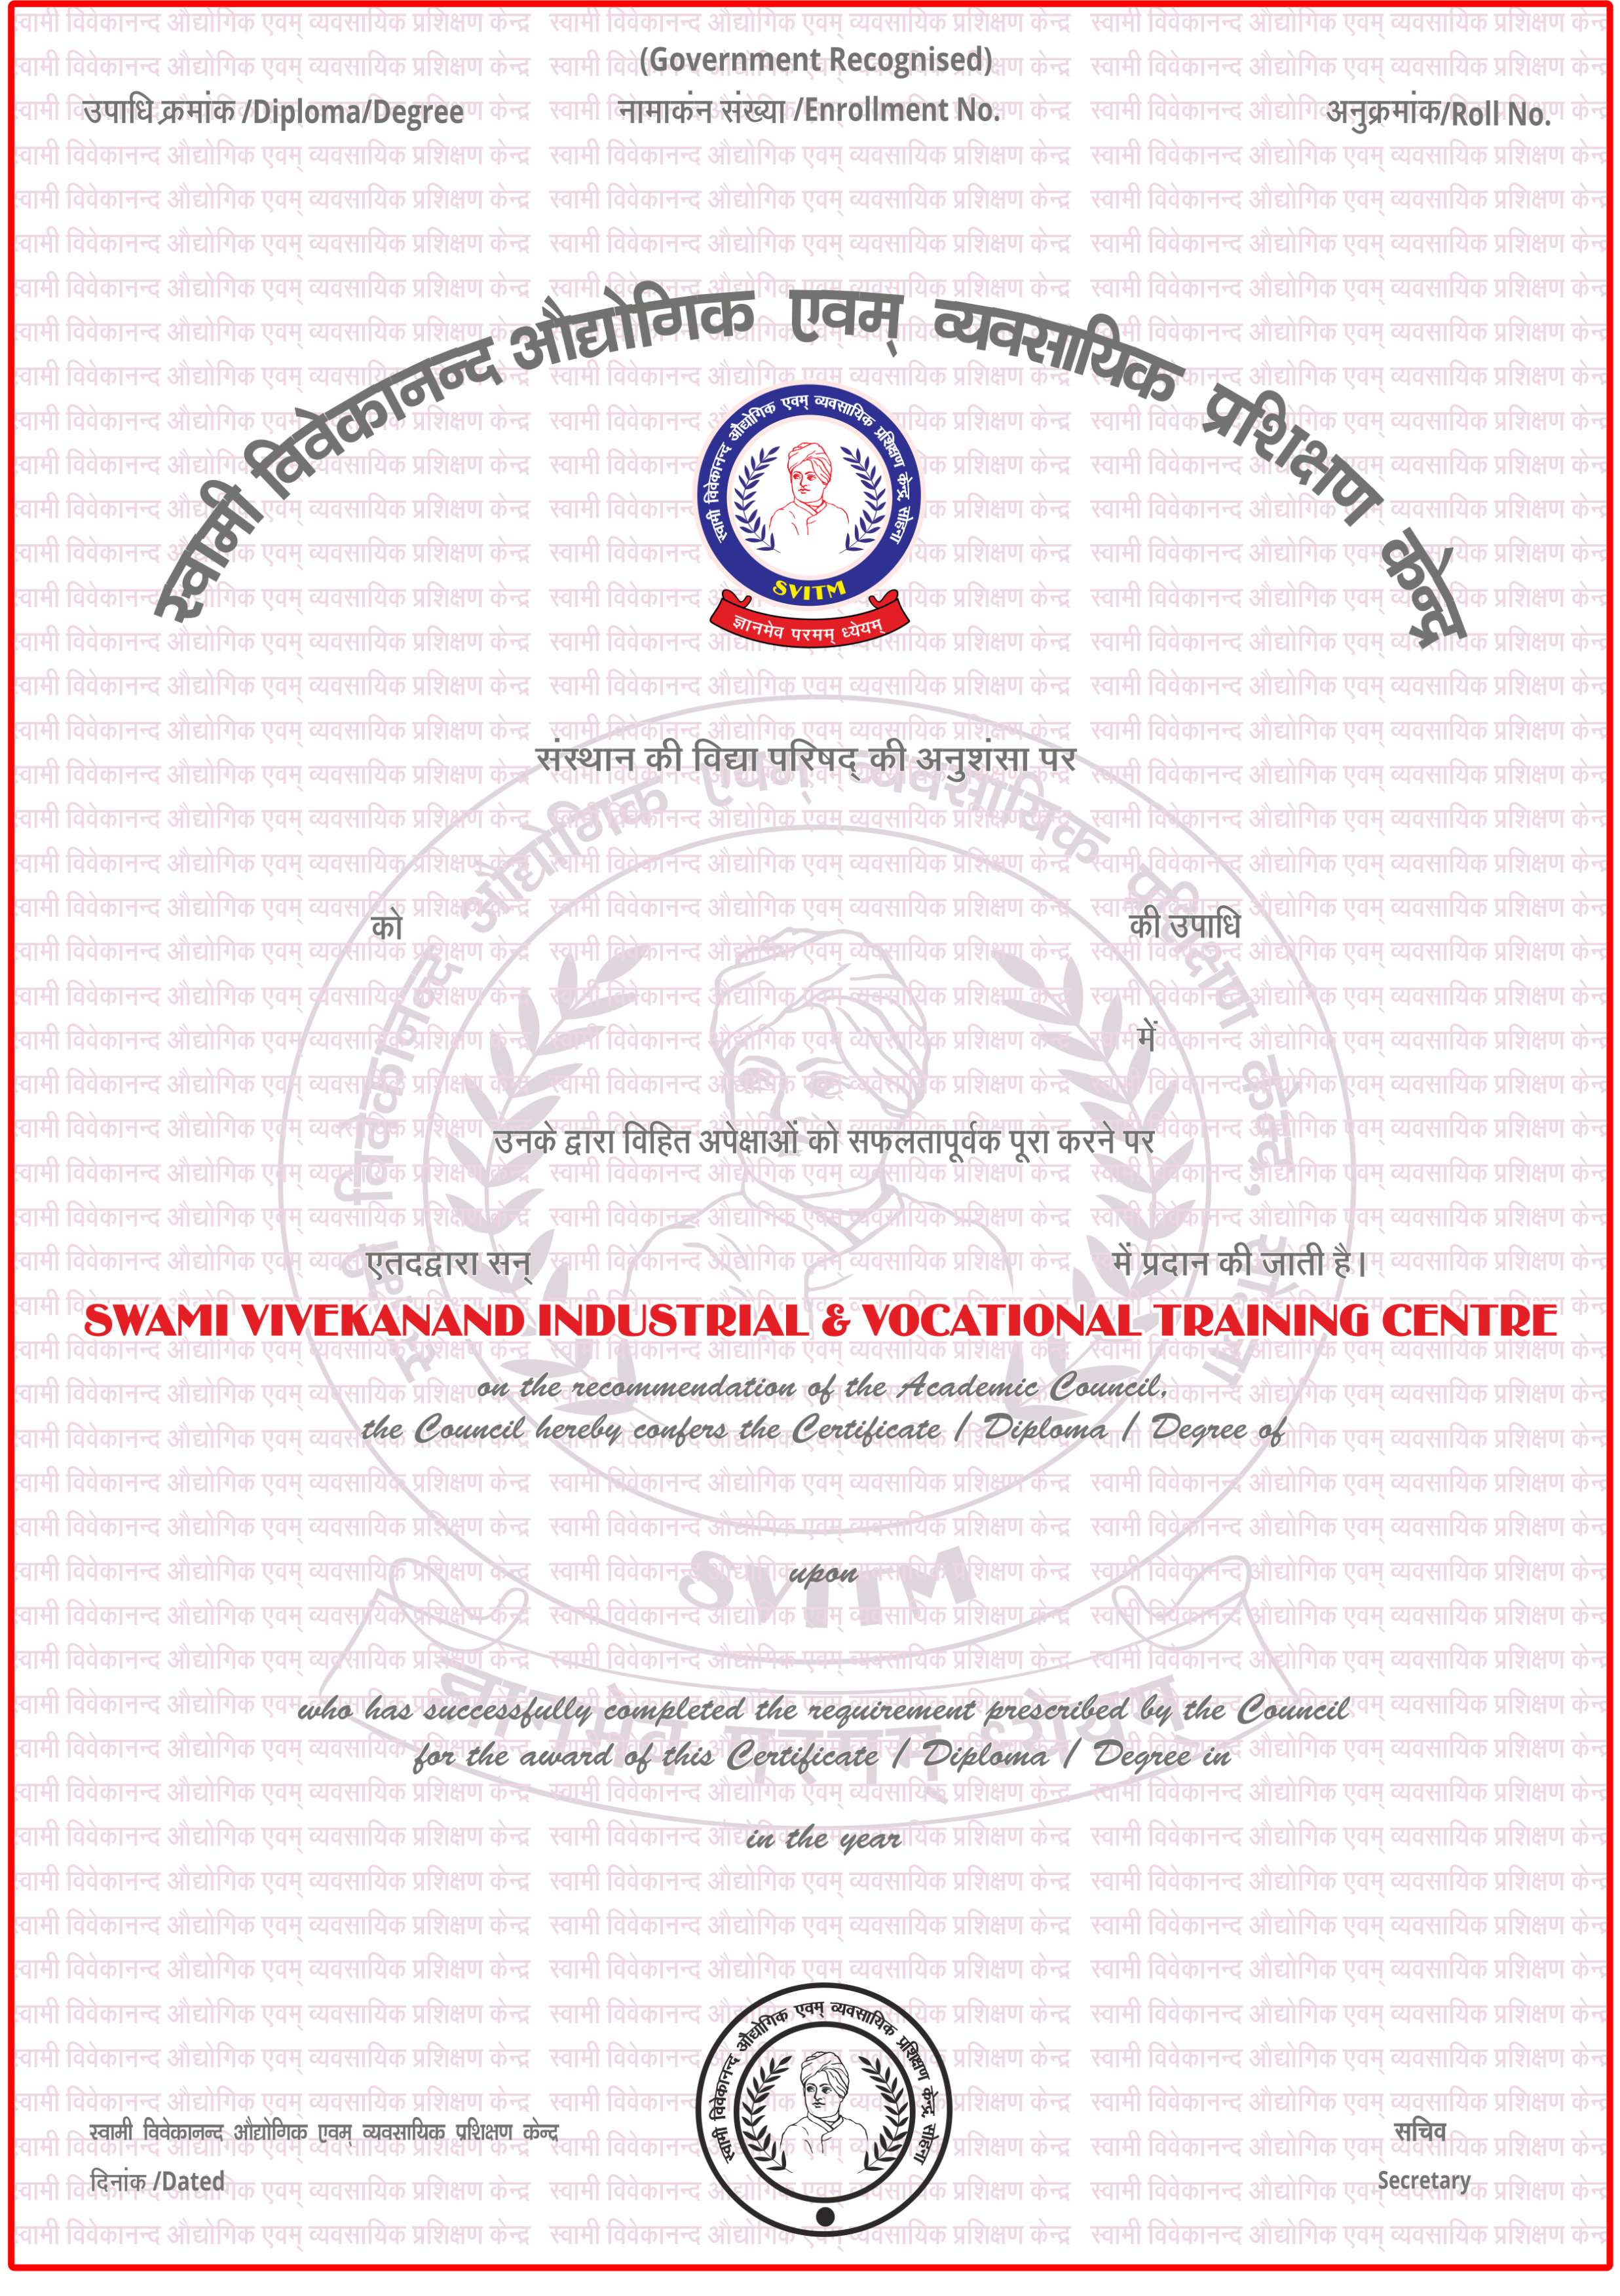 (Government Recognised)
उपाधि क्रमांक /Diploma/Degree नामाकंन संख्या /Enrollment No. अनुक्रमांक/Roll No.
स्वामी विवेकानन्द औद्योगिक एवम् व्यवसायिक प्रशिक्षण केन्द्र
स्वामी विवेकानन्द औद्योगिक एवम् व्यवसायिक प्रशिक्षण केन्द्र सोहना
SVITM
ज्ञानमेव परमम् ध्येयम्
संस्थान की विद्या परिषद् की अनुशंसा पर
को की उपाधि
में
उनके द्वारा विहित अपेक्षाओं को सफलतापूर्वक पूरा करने पर
एतदद्वारा सन् में प्रदान की जाती है।
SWAMI VIVEKANAND INDUSTRIAL & VOCATIONAL TRAINING CENTRE
on the recommendation of the Academic Council,
the Council hereby confers the Certificate / Diploma / Degree of
upon
SVITM
who has successfully completed the requirement prescribed by the Council
for the award of this Certificate / Diploma / Degree in
in the year
स्वामी विवेकानन्द औद्योगिक एवम् व्यवसायिक प्रशिक्षण केन्द्र सोहना
स्वामी विवेकानन्द औद्योगिक एवम् व्यवसायिक प्रशिक्षण केन्द्र सचिव
दिनांक /Dated Secretary